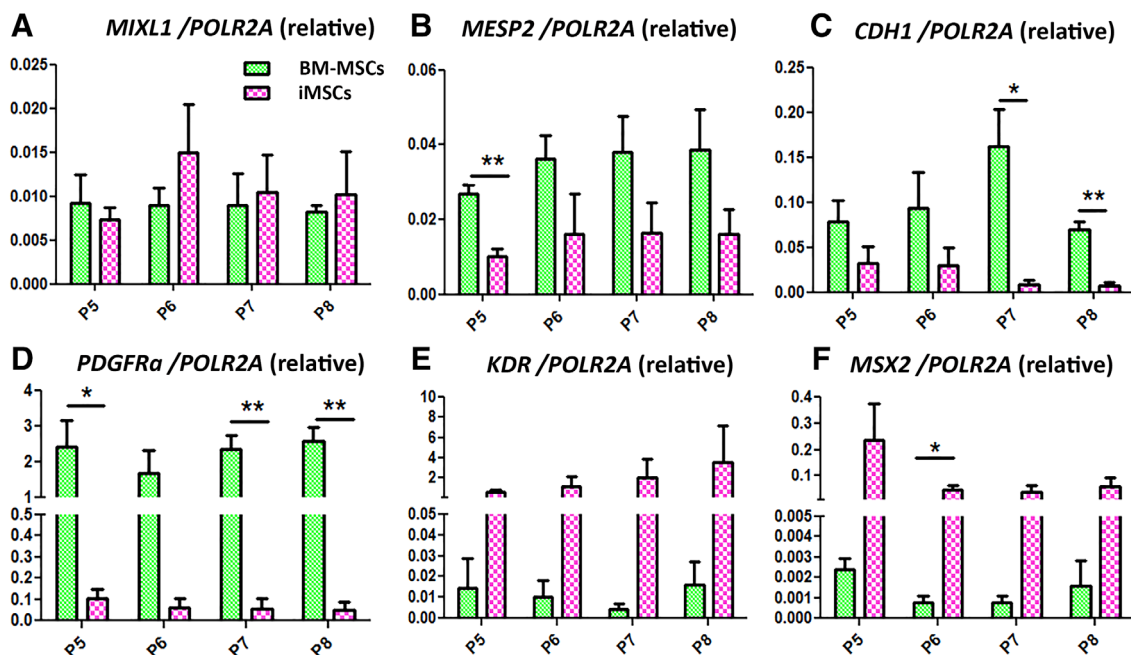 A
MIXL1 /POLR2A (relative)
0.025
0.020
0.015
0.010
0.005
0.000
BM-MSCs
iMSCs
P5
P6
P7
P8
B
MESP2 /POLR2A (relative)
0.06
0.04
0.02
0.00
**
P5
P6
P7
P8
C
CDH1 /POLR2A (relative)
0.25
0.20
0.15
0.10
0.05
0.00
*
**
P5
P6
P7
P8
D
PDGFRα /POLR2A (relative)
4
3
2
1
0.5
0.4
0.3
0.2
0.1
0.0
*
**
**
P5
P6
P7
P8
E
KDR /POLR2A (relative)
10
8
6
4
2
0.05
0.04
0.03
0.02
0.01
0.00
P5
P6
P7
P8
F
MSX2 /POLR2A (relative)
0.4
0.3
0.2
0.1
0.005
0.004
0.003
0.002
0.001
0.000
*
P5
P6
P7
P8